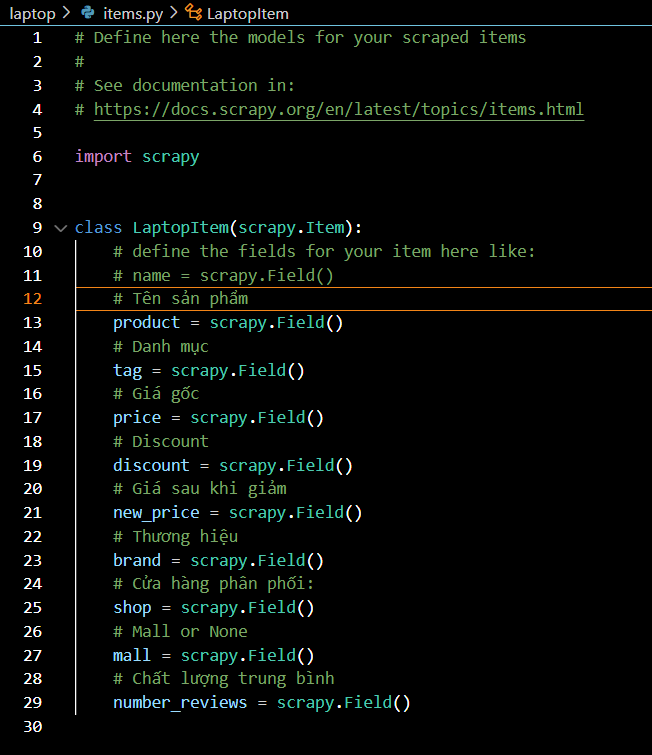 laptop > items.py > LaptopItem
1 # Define here the models for your scraped items
2 #
3 # See documentation in:
4 # https://docs.scrapy.org/en/latest/topics/items.html
5
6 import scrapy
7
8
9 class LaptopItem(scrapy.Item):
10 # define the fields for your item here like:
11 # name = scrapy.Field()
12 # Tên sản phẩm
13 product = scrapy.Field()
14 # Danh mục
15 tag = scrapy.Field()
16 # Giá gốc
17 price = scrapy.Field()
18 # Discount
19 discount = scrapy.Field()
20 # Giá sau khi giảm
21 new_price = scrapy.Field()
22 # Thương hiệu
23 brand = scrapy.Field()
24 # Cửa hàng phân phối:
25 shop = scrapy.Field()
26 # Mall or None
27 mall = scrapy.Field()
28 # Chất lượng trung bình
29 number_reviews = scrapy.Field()
30